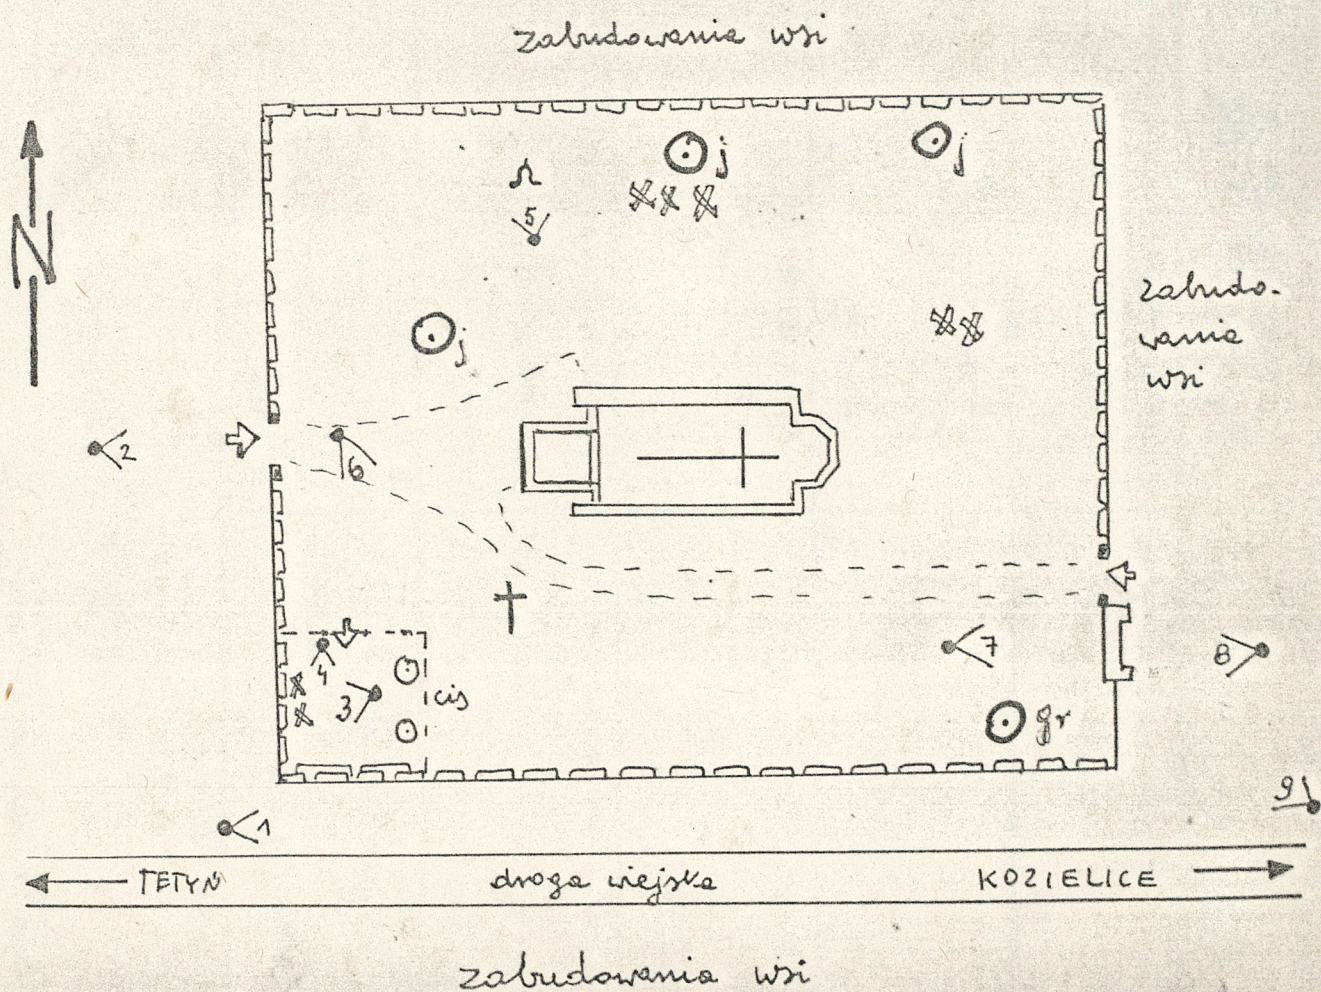 zabudowania wsi
N
j
j
5
j
zabudo-
wania
wsi
2
6
7
8
4
3
cis
gr
9
1
TETYŃ
droga wiejska
KOZIELICE
zabudowania wsi